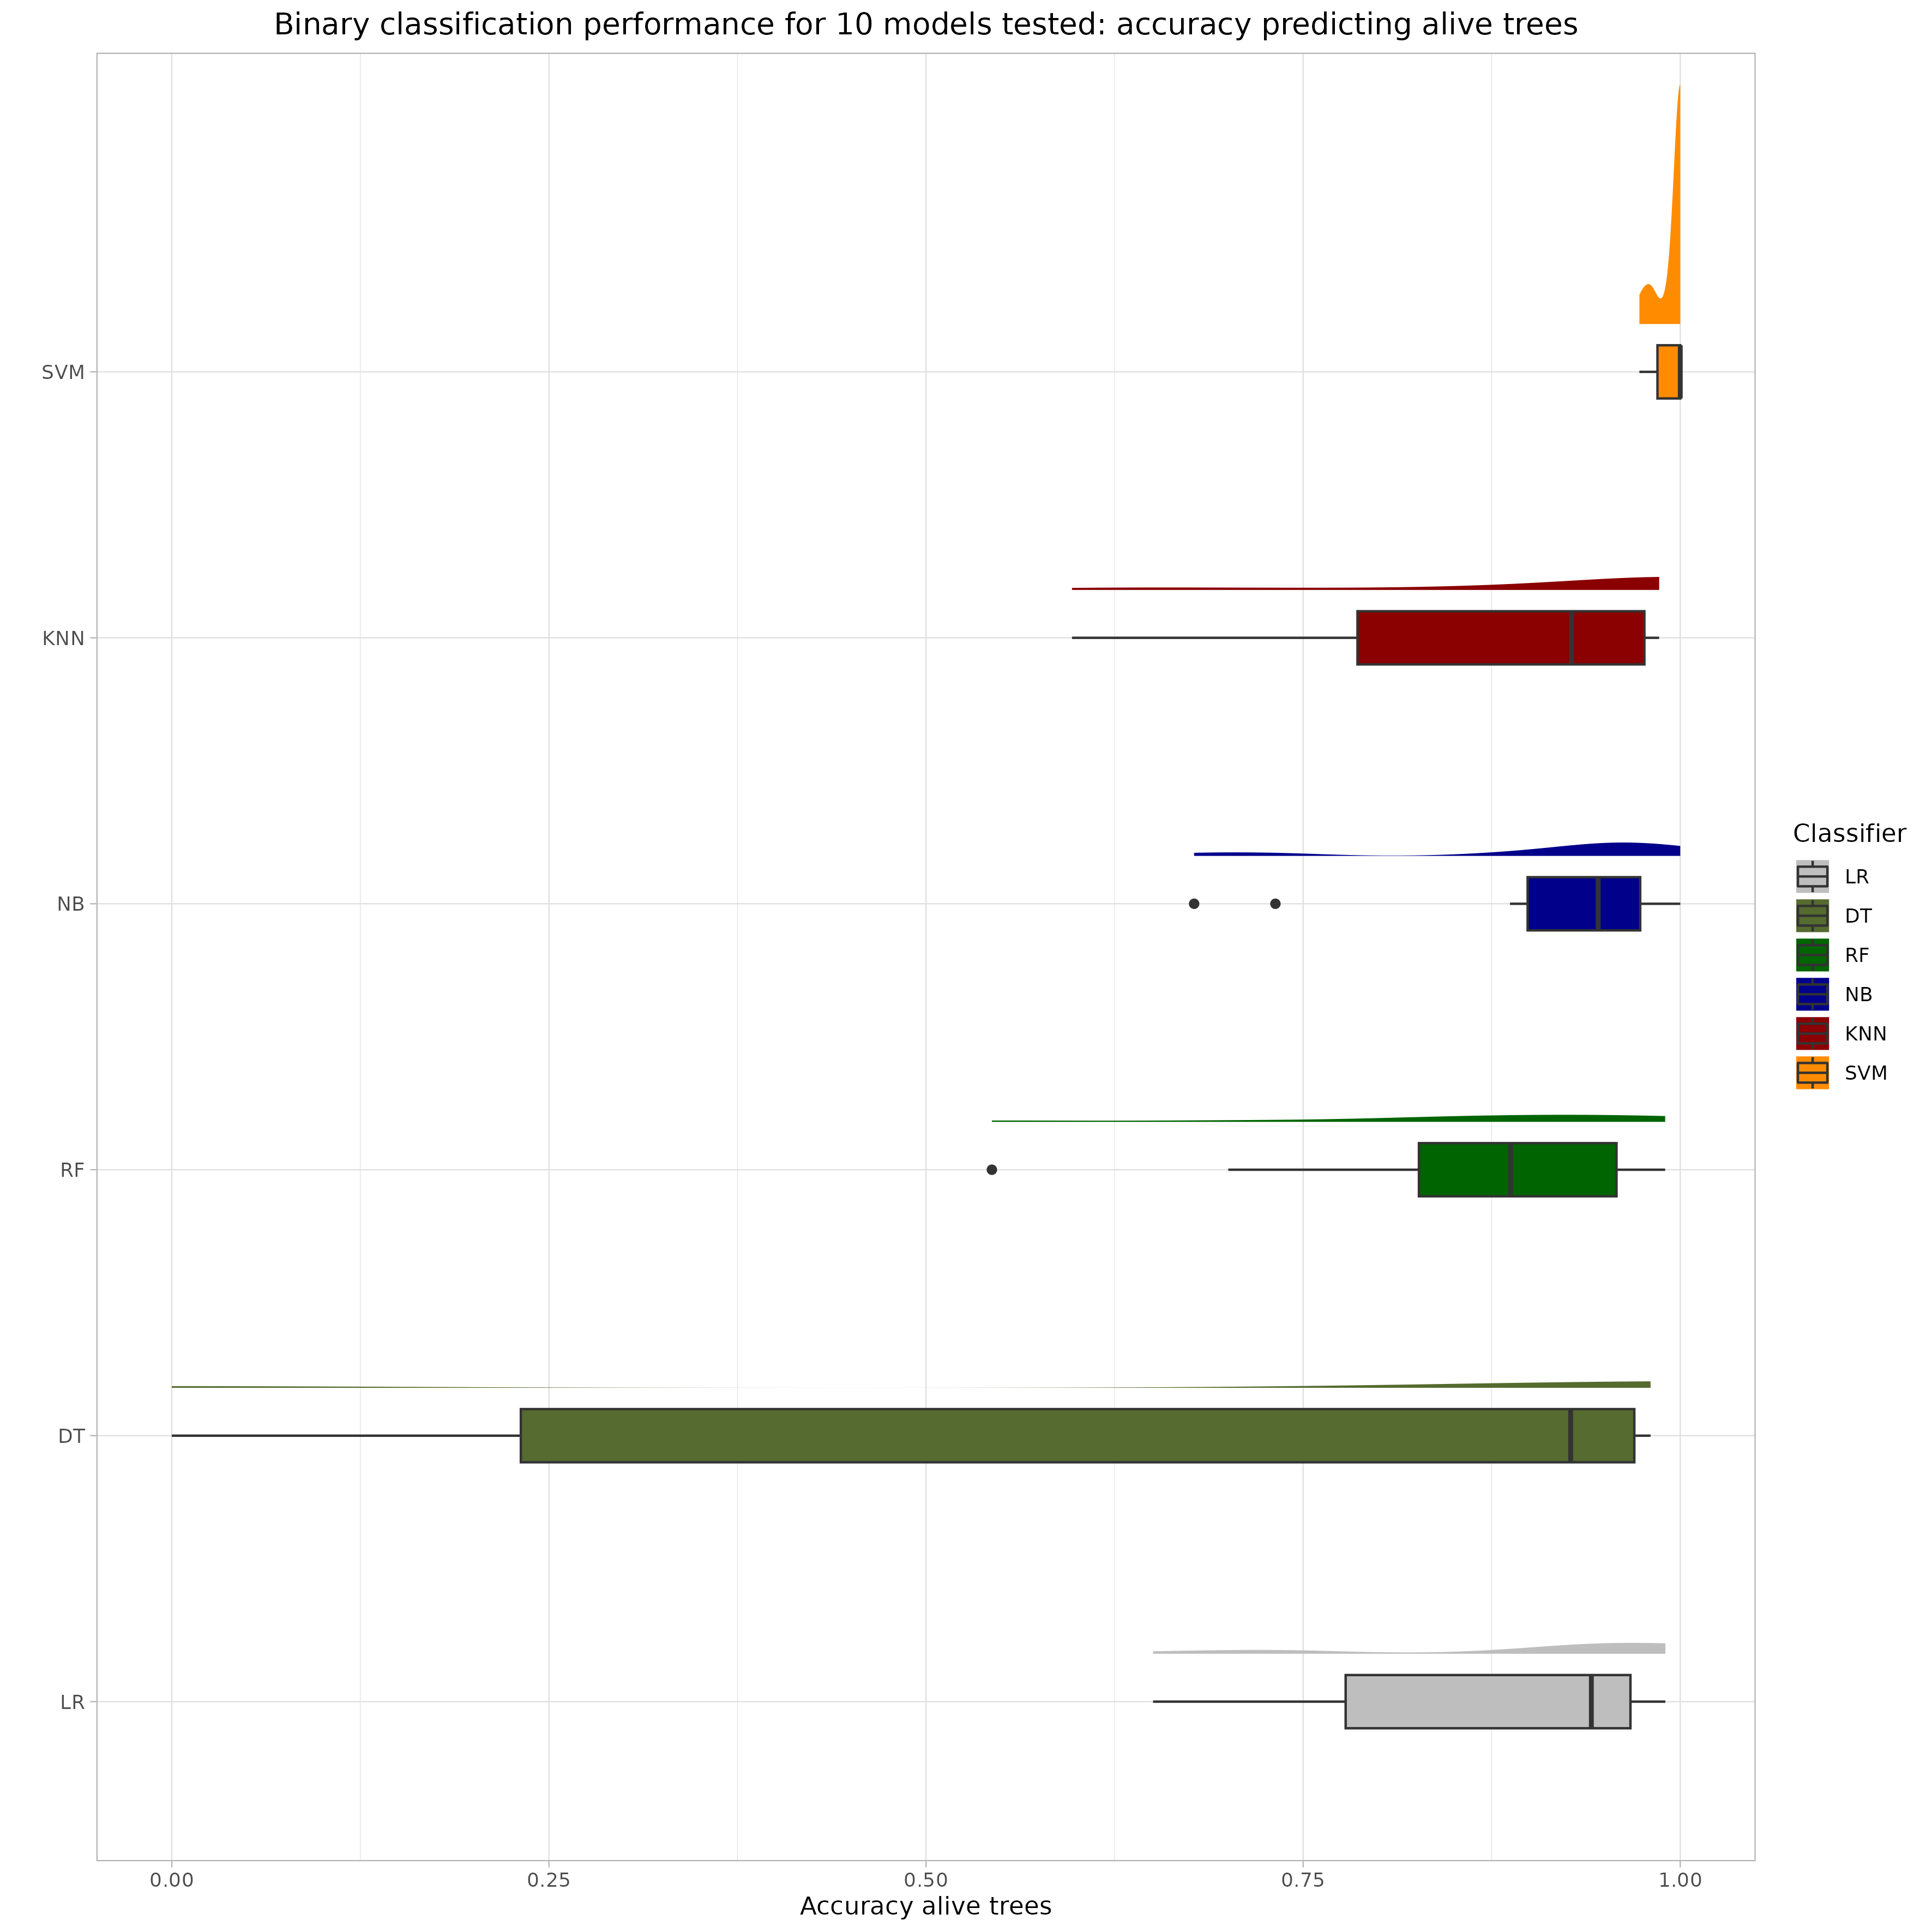 Binary classification performance for 10 models tested: accuracy predicting alive trees
SVM
KNN
NB
RF
DT
LR
0.00 0.25 0.50 0.75 1.00
Accuracy alive trees
Classifier
LR
DT
RF
NB
KNN
SVM